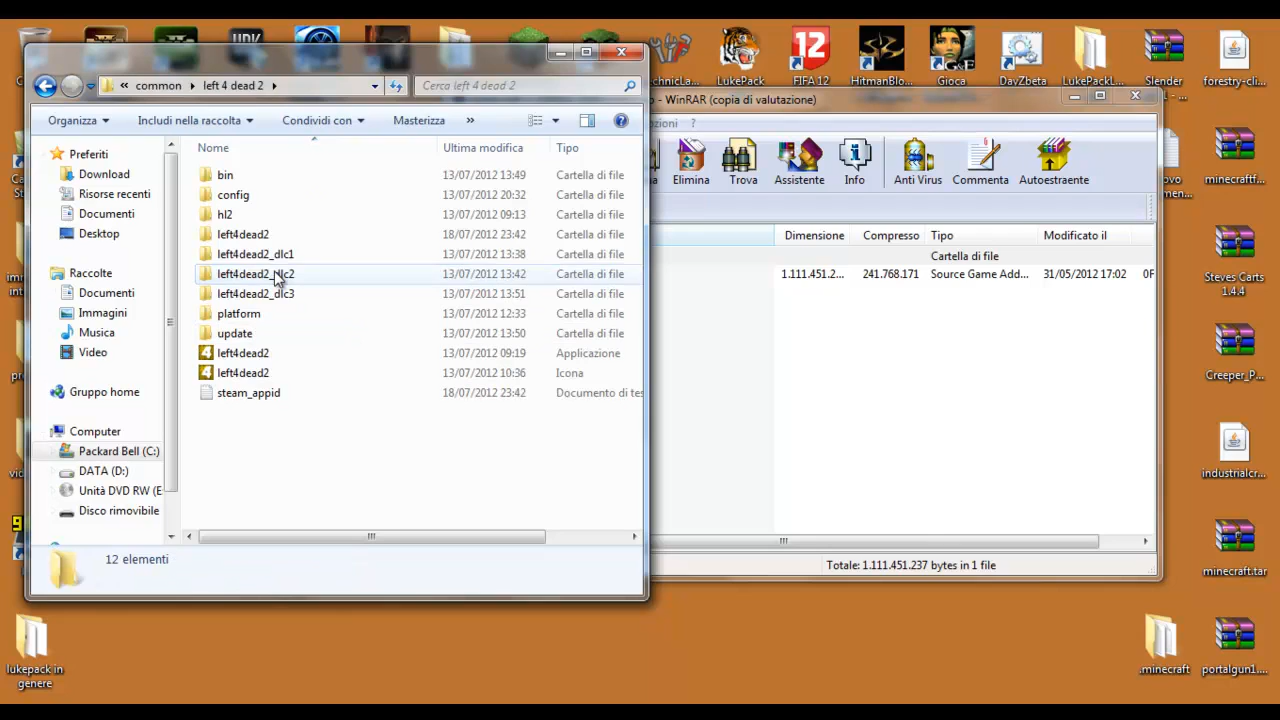 « common ▸ left 4 dead 2 ▸
Cerca left 4 dead 2
Organizza ▾ Includi nella raccolta ▾ Condividi con ▾ Masterizza »
Nome Ultima modifica Tipo
Preferiti
Download
Risorse recenti
Documenti
Desktop
Raccolte
Documenti
Immagini
Musica
Video
Gruppo home
Computer
Packard Bell (C:)
DATA (D:)
Unità DVD RW (E
Disco rimovibile
bin 13/07/2012 13:49 Cartella di file
config 13/07/2012 20:32 Cartella di file
hl2 13/07/2012 09:13 Cartella di file
left4dead2 18/07/2012 23:42 Cartella di file
left4dead2_dlc1 13/07/2012 13:38 Cartella di file
left4dead2_dlc2 13/07/2012 13:42 Cartella di file
left4dead2_dlc3 13/07/2012 13:51 Cartella di file
platform 13/07/2012 12:33 Cartella di file
update 13/07/2012 13:50 Cartella di file
left4dead2 13/07/2012 09:19 Applicazione
left4dead2 13/07/2012 10:36 Icona
steam_appid 18/07/2012 23:42 Documento di tes
12 elementi
- WinRAR (copia di valutazione)
?
Elimina Trova Assistente Info Anti Virus Commenta Autoestraente
Dimensione Compresso Tipo Modificato il
Cartella di file
1.111.451.2... 241.768.171 Source Game Add... 31/05/2012 17:02 0F
Totale: 1.111.451.237 bytes in 1 file
LukePack
FIFA 12
HitmanBlo...
Gioca
DayZbeta
LukePackL...
Slender
forestry-cli...
minecraftf...
Steves Carts
1.4.4
Creeper_P...
industrialcr...
minecraft.tar
.minecraft
portalgun1....
lukepack in
genere